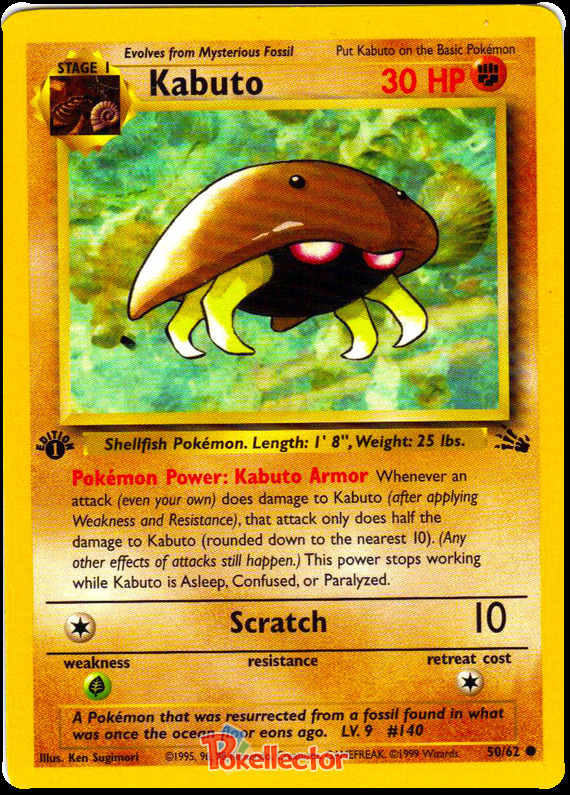 Evolves from Mysterious Fossil
Put Kabuto on the Basic Pokémon
STAGE 1
Kabuto
30 HP
EDITION
1
Shellfish Pokémon. Length: 1' 8", Weight: 25 lbs.
Pokémon Power: Kabuto Armor Whenever an
attack (even your own) does damage to Kabuto (after applying
Weakness and Resistance), that attack only does half the
damage to Kabuto (rounded down to the nearest 10). (Any
other effects of attacks still happen.) This power stops working
while Kabuto is Asleep, Confused, or Paralyzed.
Scratch 10
weakness
resistance
retreat cost
A Pokémon that was resurrected from a fossil found in what
was once the ocean floor eons ago. LV. 9 #140
Illus. Ken Sugimori
©1995, 96, GAMEFREAK. ©1999 Wizards.
50/62
Pokellector